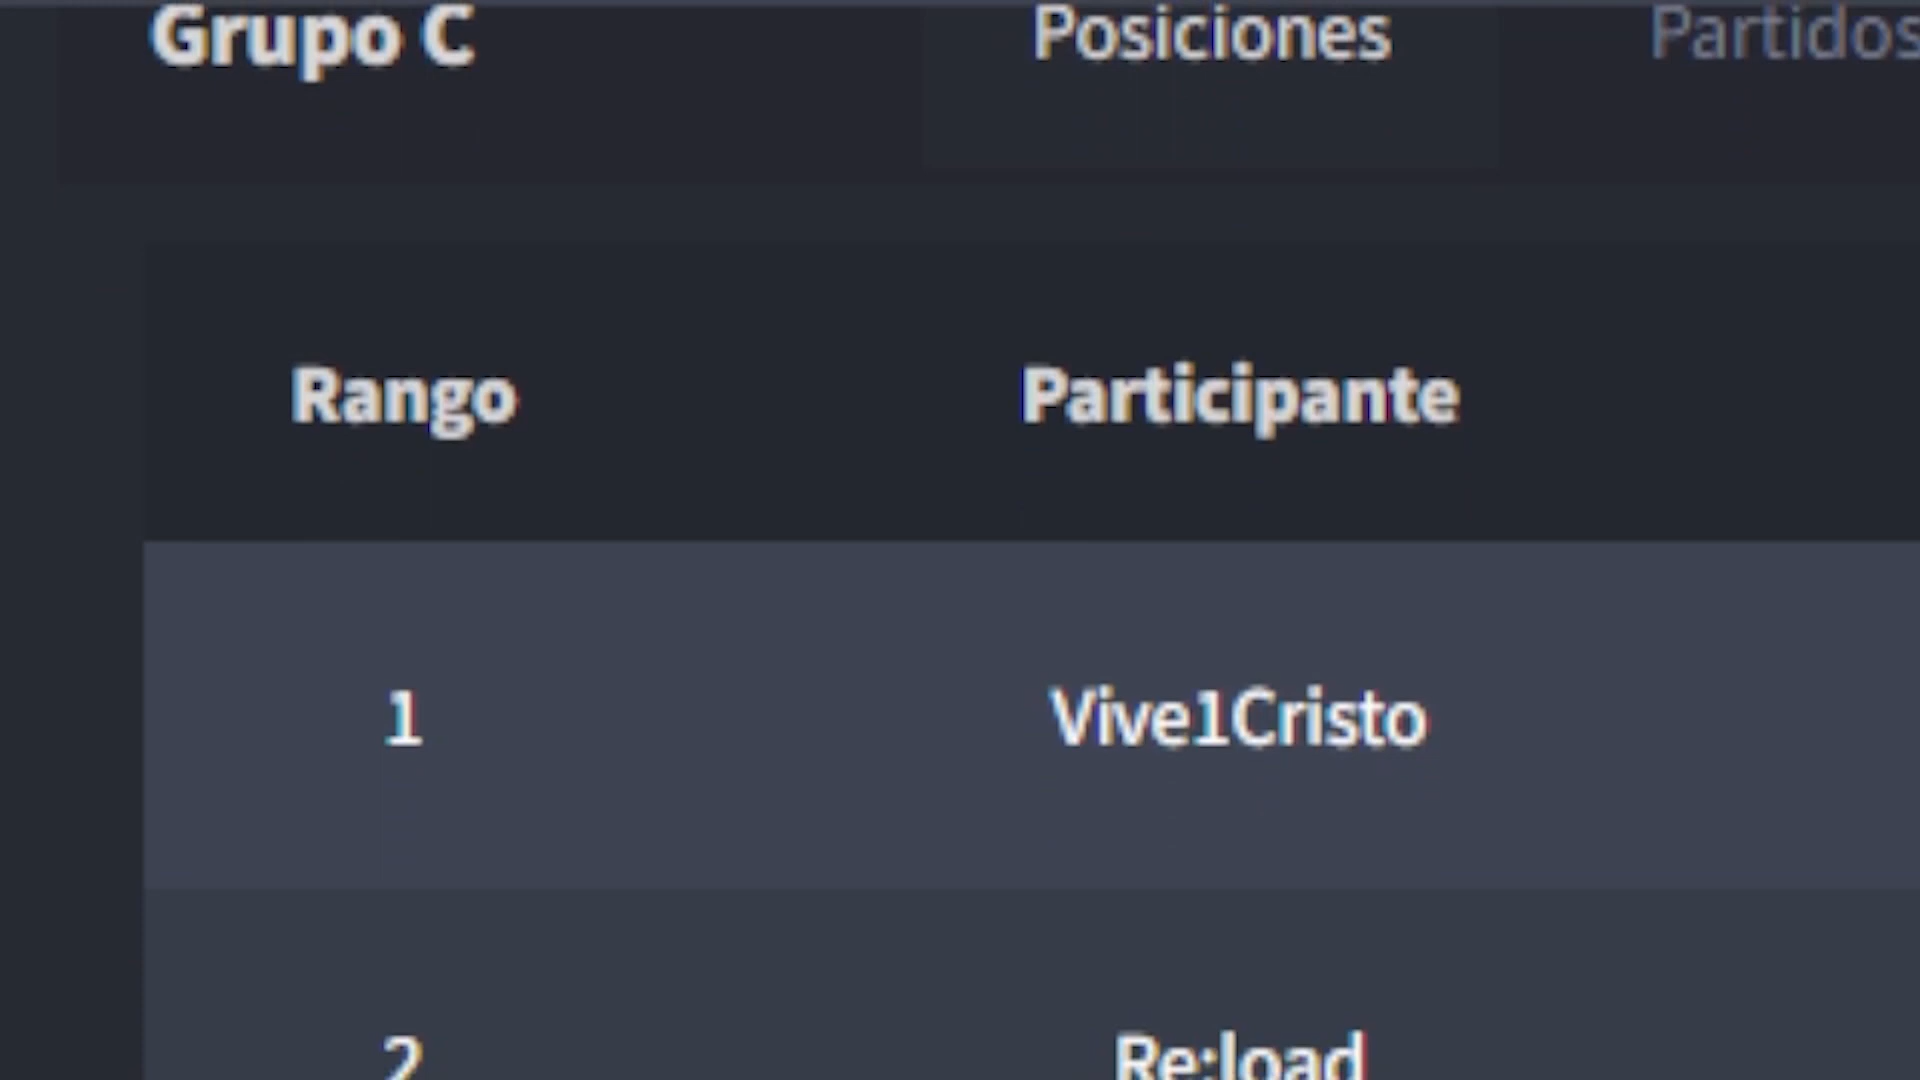 Grupo C Posiciones Partidos
Rango Participante
1 Vive1Cristo
2 Re:load